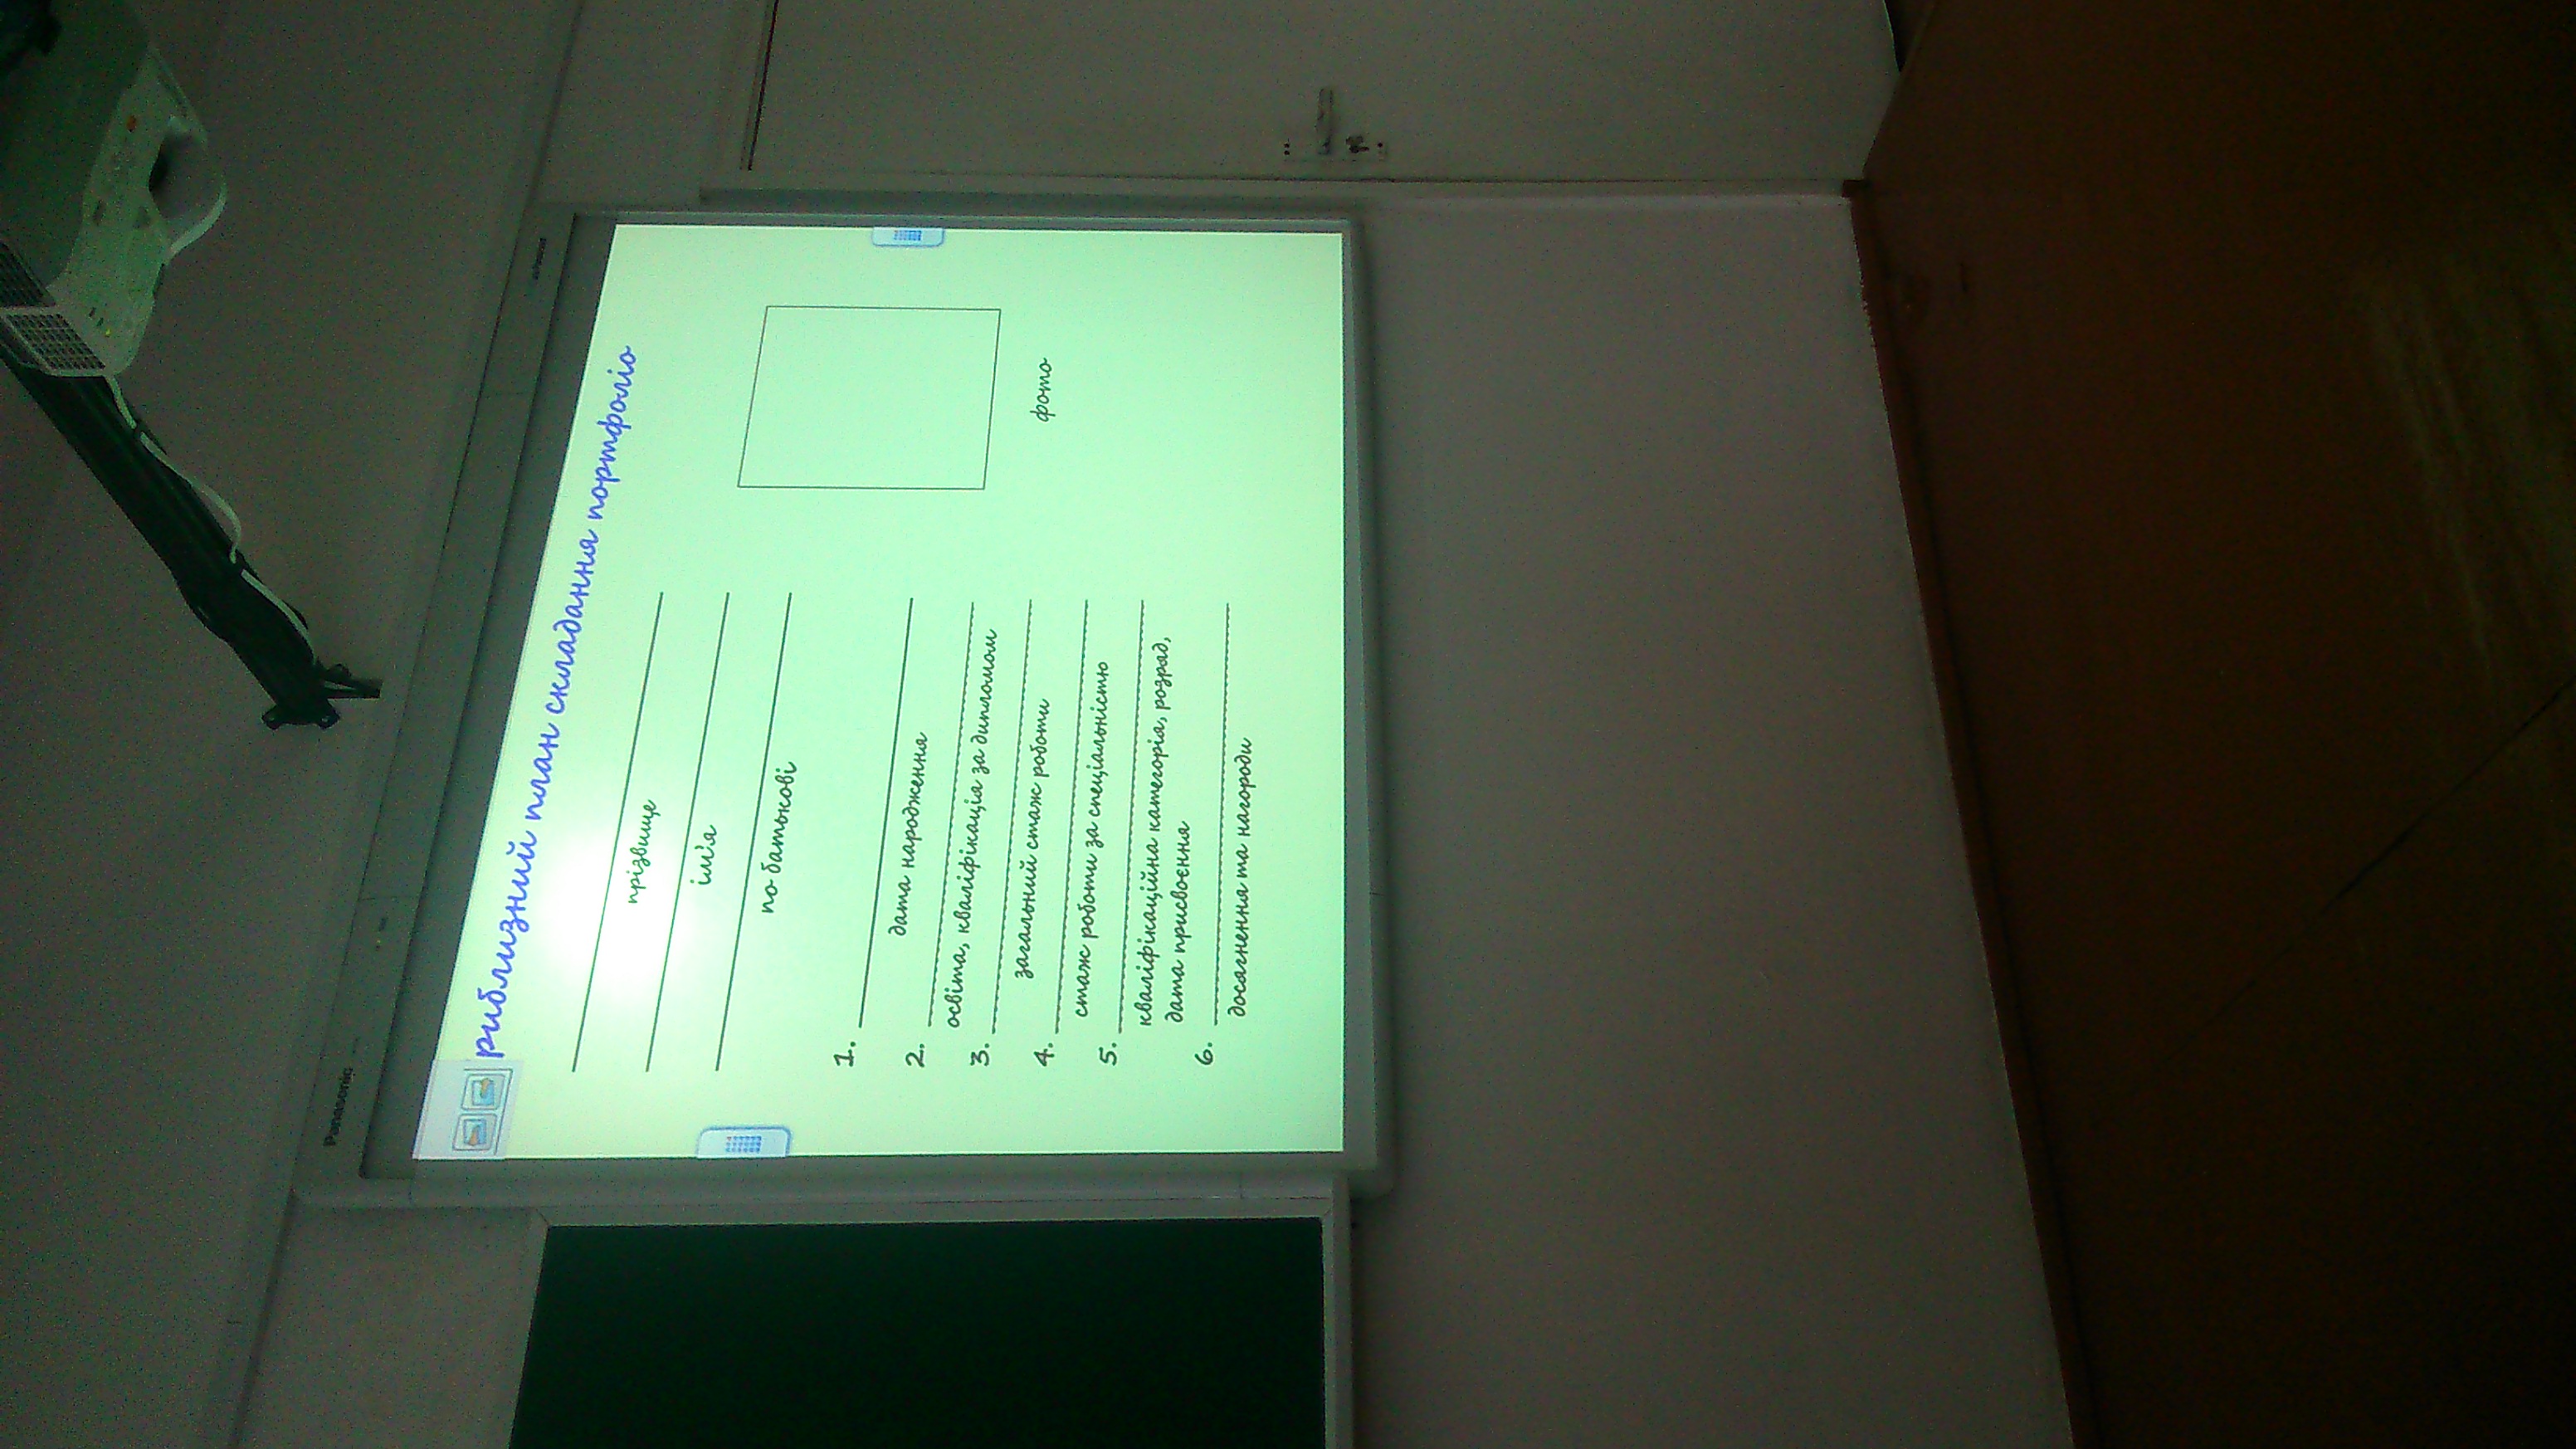 Panasonic
риблизний план складання портфоліо
прізвище
ім'я
по батькові
1.
дата народження
2.
освіта, кваліфікація за дипломом
3.
загальний стаж роботи
4.
стаж роботи за спеціальністю
5.
кваліфікаційна категорія, розряд,
дата присвоєння
6.
досягнення та нагороди
фото